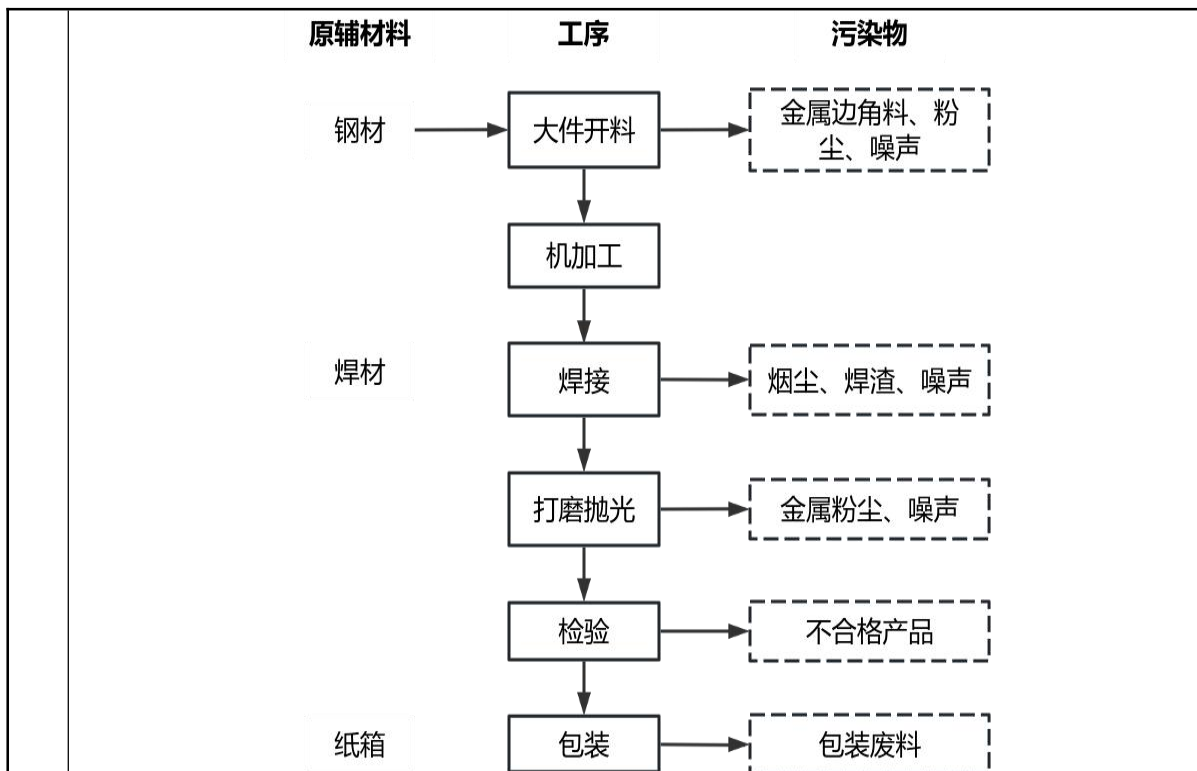 原辅材料 工序 污染物
钢材 大件开料 金属边角料、粉
尘、噪声
机加工
焊材 焊接 烟尘、焊渣、噪声
打磨抛光 金属粉尘、噪声
检验 不合格产品
纸箱 包装 包装废料